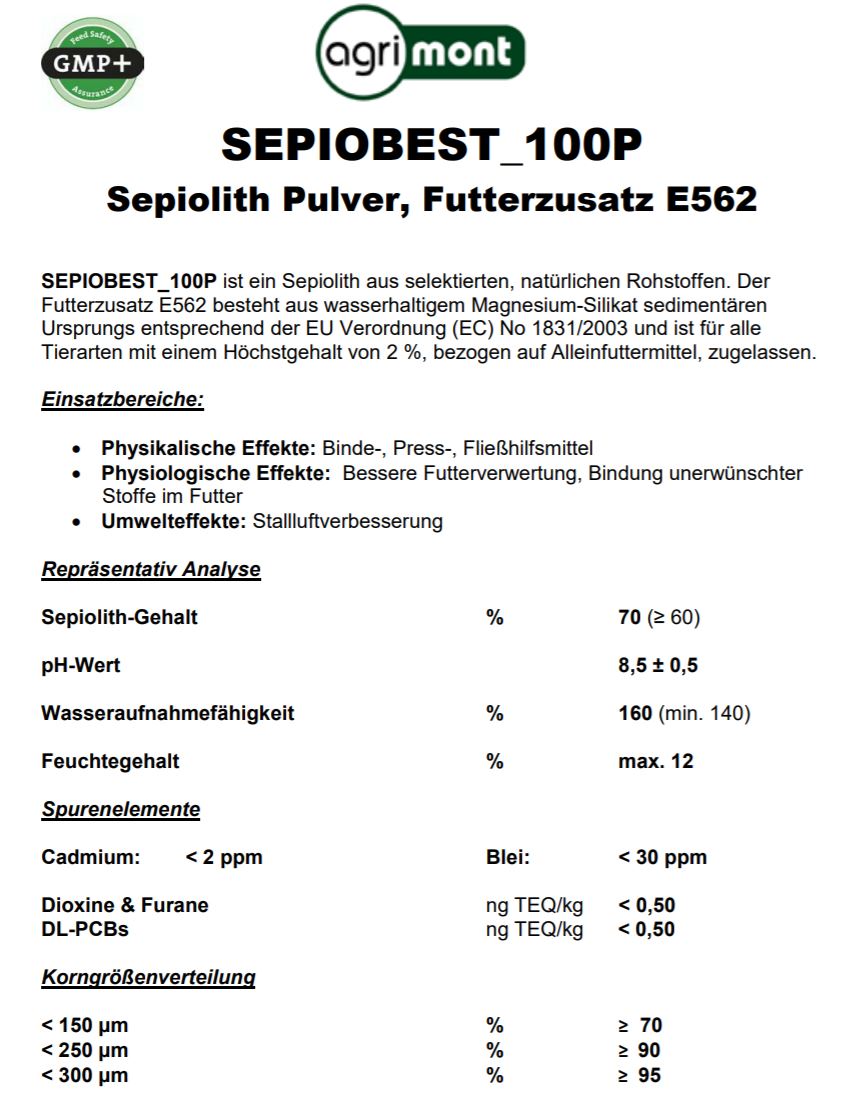 Feed Safety
GMP+
Assurance
agrimont
SEPIOBEST_100P
Sepiolith Pulver, Futterzusatz E562
SEPIOBEST_100P ist ein Sepiolith aus selektierten, natürlichen Rohstoffen. Der
Futterzusatz E562 besteht aus wasserhaltigem Magnesium-Silikat sedimentären
Ursprungs entsprechend der EU Verordnung (EC) No 1831/2003 und ist für alle
Tierarten mit einem Höchstgehalt von 2 %, bezogen auf Alleinfuttermittel, zugelassen.
Einsatzbereiche:
• Physikalische Effekte: Binde-, Press-, Fließhilfsmittel
• Physiologische Effekte: Bessere Futterverwertung, Bindung unerwünschter
Stoffe im Futter
• Umwelteffekte: Stallluftverbesserung
Repräsentativ Analyse
Sepiolith-Gehalt % 70 (≥ 60)
pH-Wert 8,5 ± 0,5
Wasseraufnahmefähigkeit % 160 (min. 140)
Feuchtegehalt % max. 12
Spurenelemente
Cadmium: < 2 ppm Blei: < 30 ppm
Dioxine & Furane ng TEQ/kg < 0,50
DL-PCBs ng TEQ/kg < 0,50
Korngrößenverteilung
< 150 µm % ≥ 70
< 250 µm % ≥ 90
< 300 µm % ≥ 95